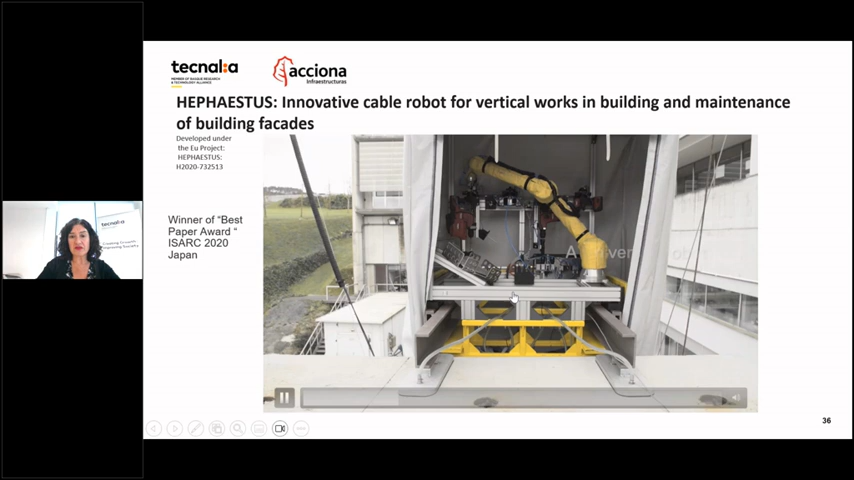 tecnalia
MEMBER OF BASQUE RESEARCH
& TECHNOLOGY ALLIANCE
acciona
Infraestructuras
HEPHAESTUS: Innovative cable robot for vertical works in building and maintenance
of building facades
Developed under
the Eu Project:
HEPHAESTUS:
H2020-732513
Winner of “Best
Paper Award “
ISARC 2020
Japan
tecnalia
36